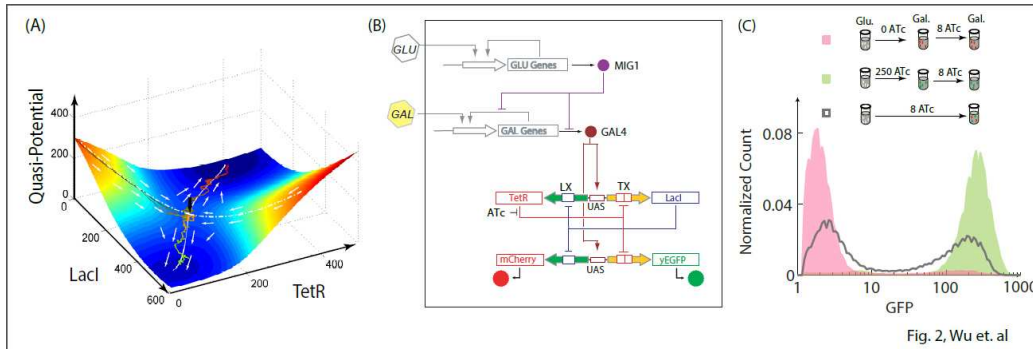 (A)
Quasi-Potential
400
200
0
0
200
400
600
LacI
0
200
400
TetR
(B)
GLU
GLU Genes
MIG1
GAL
GAL Genes
GAL4
LX
TX
TetR
LacI
UAS
ATc
mCherry
yEGFP
UAS
(C)
Glu. Gal. Gal.
0 ATc 8 ATc
250 ATc 8 ATc
8 ATc
Normalized Count
0.08
0.04
0
1 10 100 1000
GFP
Fig. 2, Wu et. al